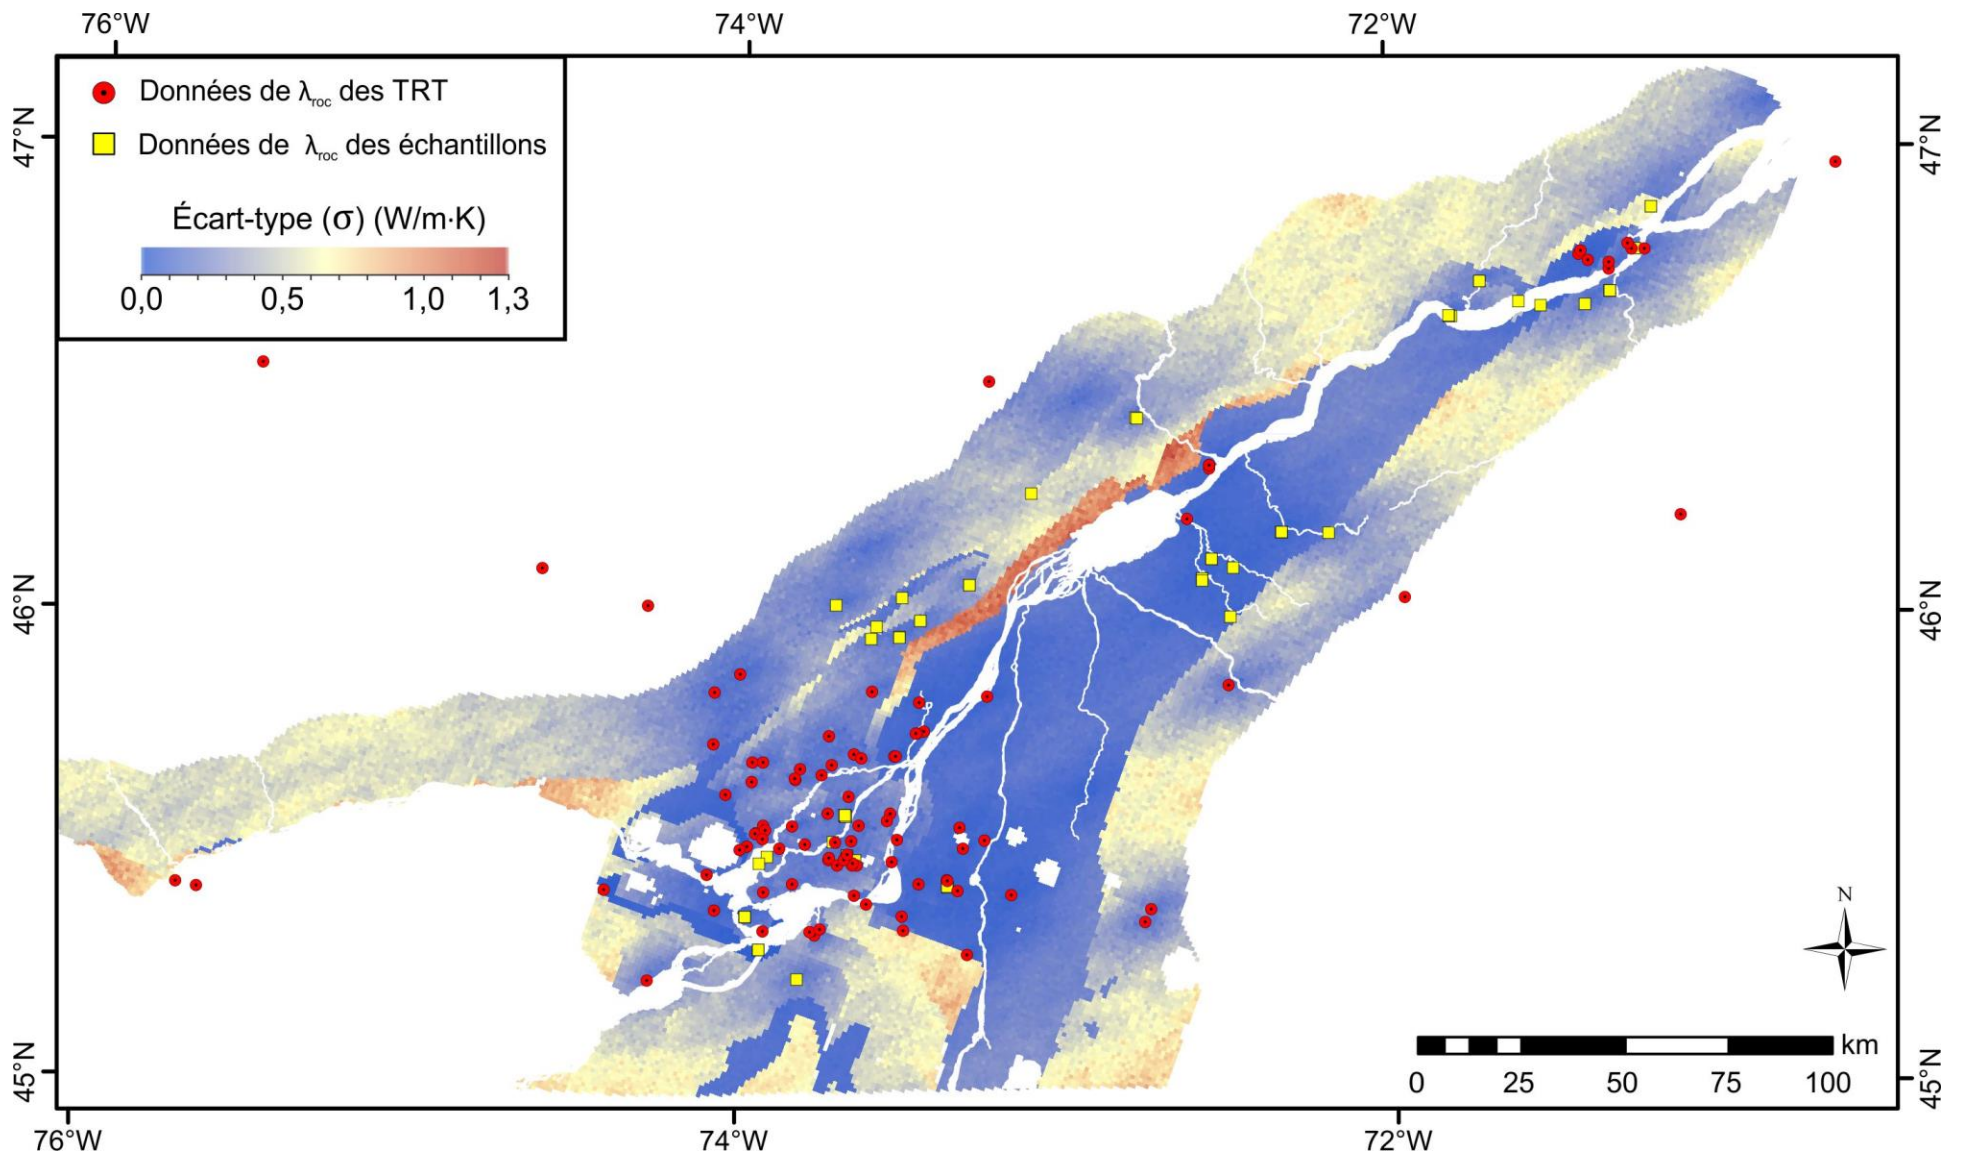 76°W 74°W 72°W
Données de λroc des TRT
Données de λroc des échantillons
Écart-type (σ) (W/m·K)
0,0 0,5 1,0 1,3
47°N 47°N
46°N 46°N
N
km
0 25 50 75 100
45°N 45°N
76°W 74°W 72°W